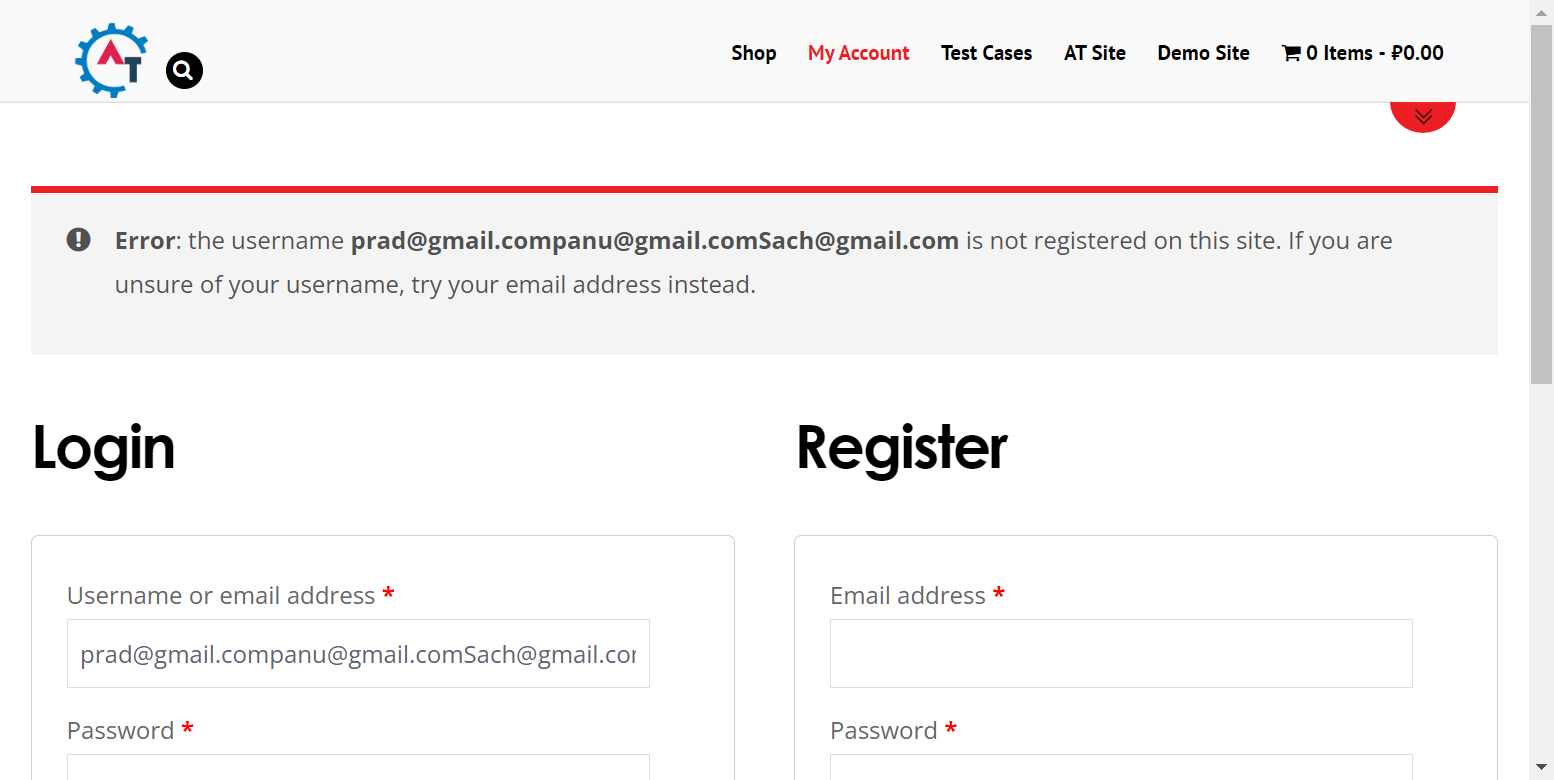 AT
Shop My Account Test Cases AT Site Demo Site 0 Items - ₽0.00
Error: the username prad@gmail.companu@gmail.comSach@gmail.com is not registered on this site. If you are
unsure of your username, try your email address instead.
Login
Register
Username or email address *
prad@gmail.companu@gmail.comSach@gmail.com
Password *
Email address *
Password *